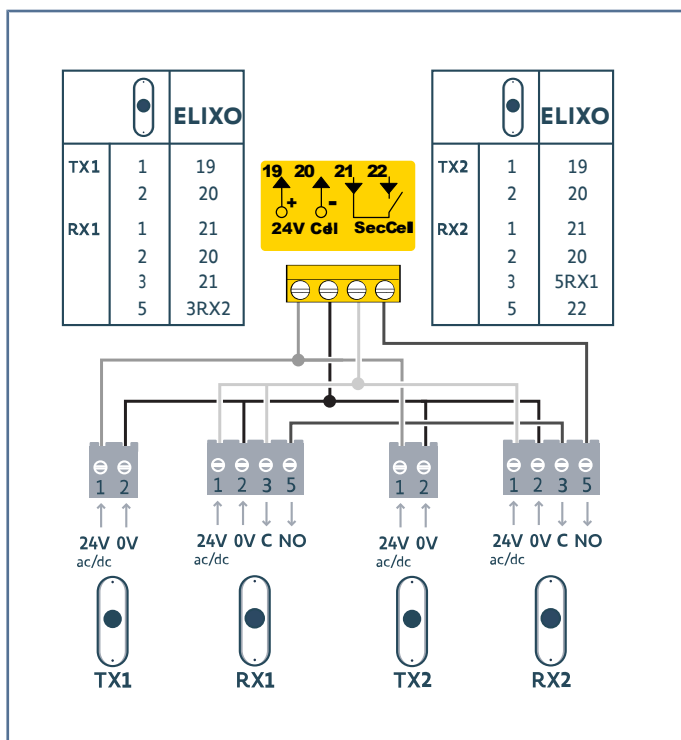 ELIXO
TX1 1 19
2 20
RX1 1 21
2 20
3 21
5 3RX2
19 20 21 22
+ -
24V Cell SecCell
ELIXO
TX2 1 19
2 20
RX2 1 21
2 20
3 5RX1
5 22
1 2
1 2 3 5
1 2
1 2 3 5
24V 0V
ac/dc
24V 0V C NO
ac/dc
24V 0V
ac/dc
24V 0V C NO
ac/dc
TX1
RX1
TX2
RX2